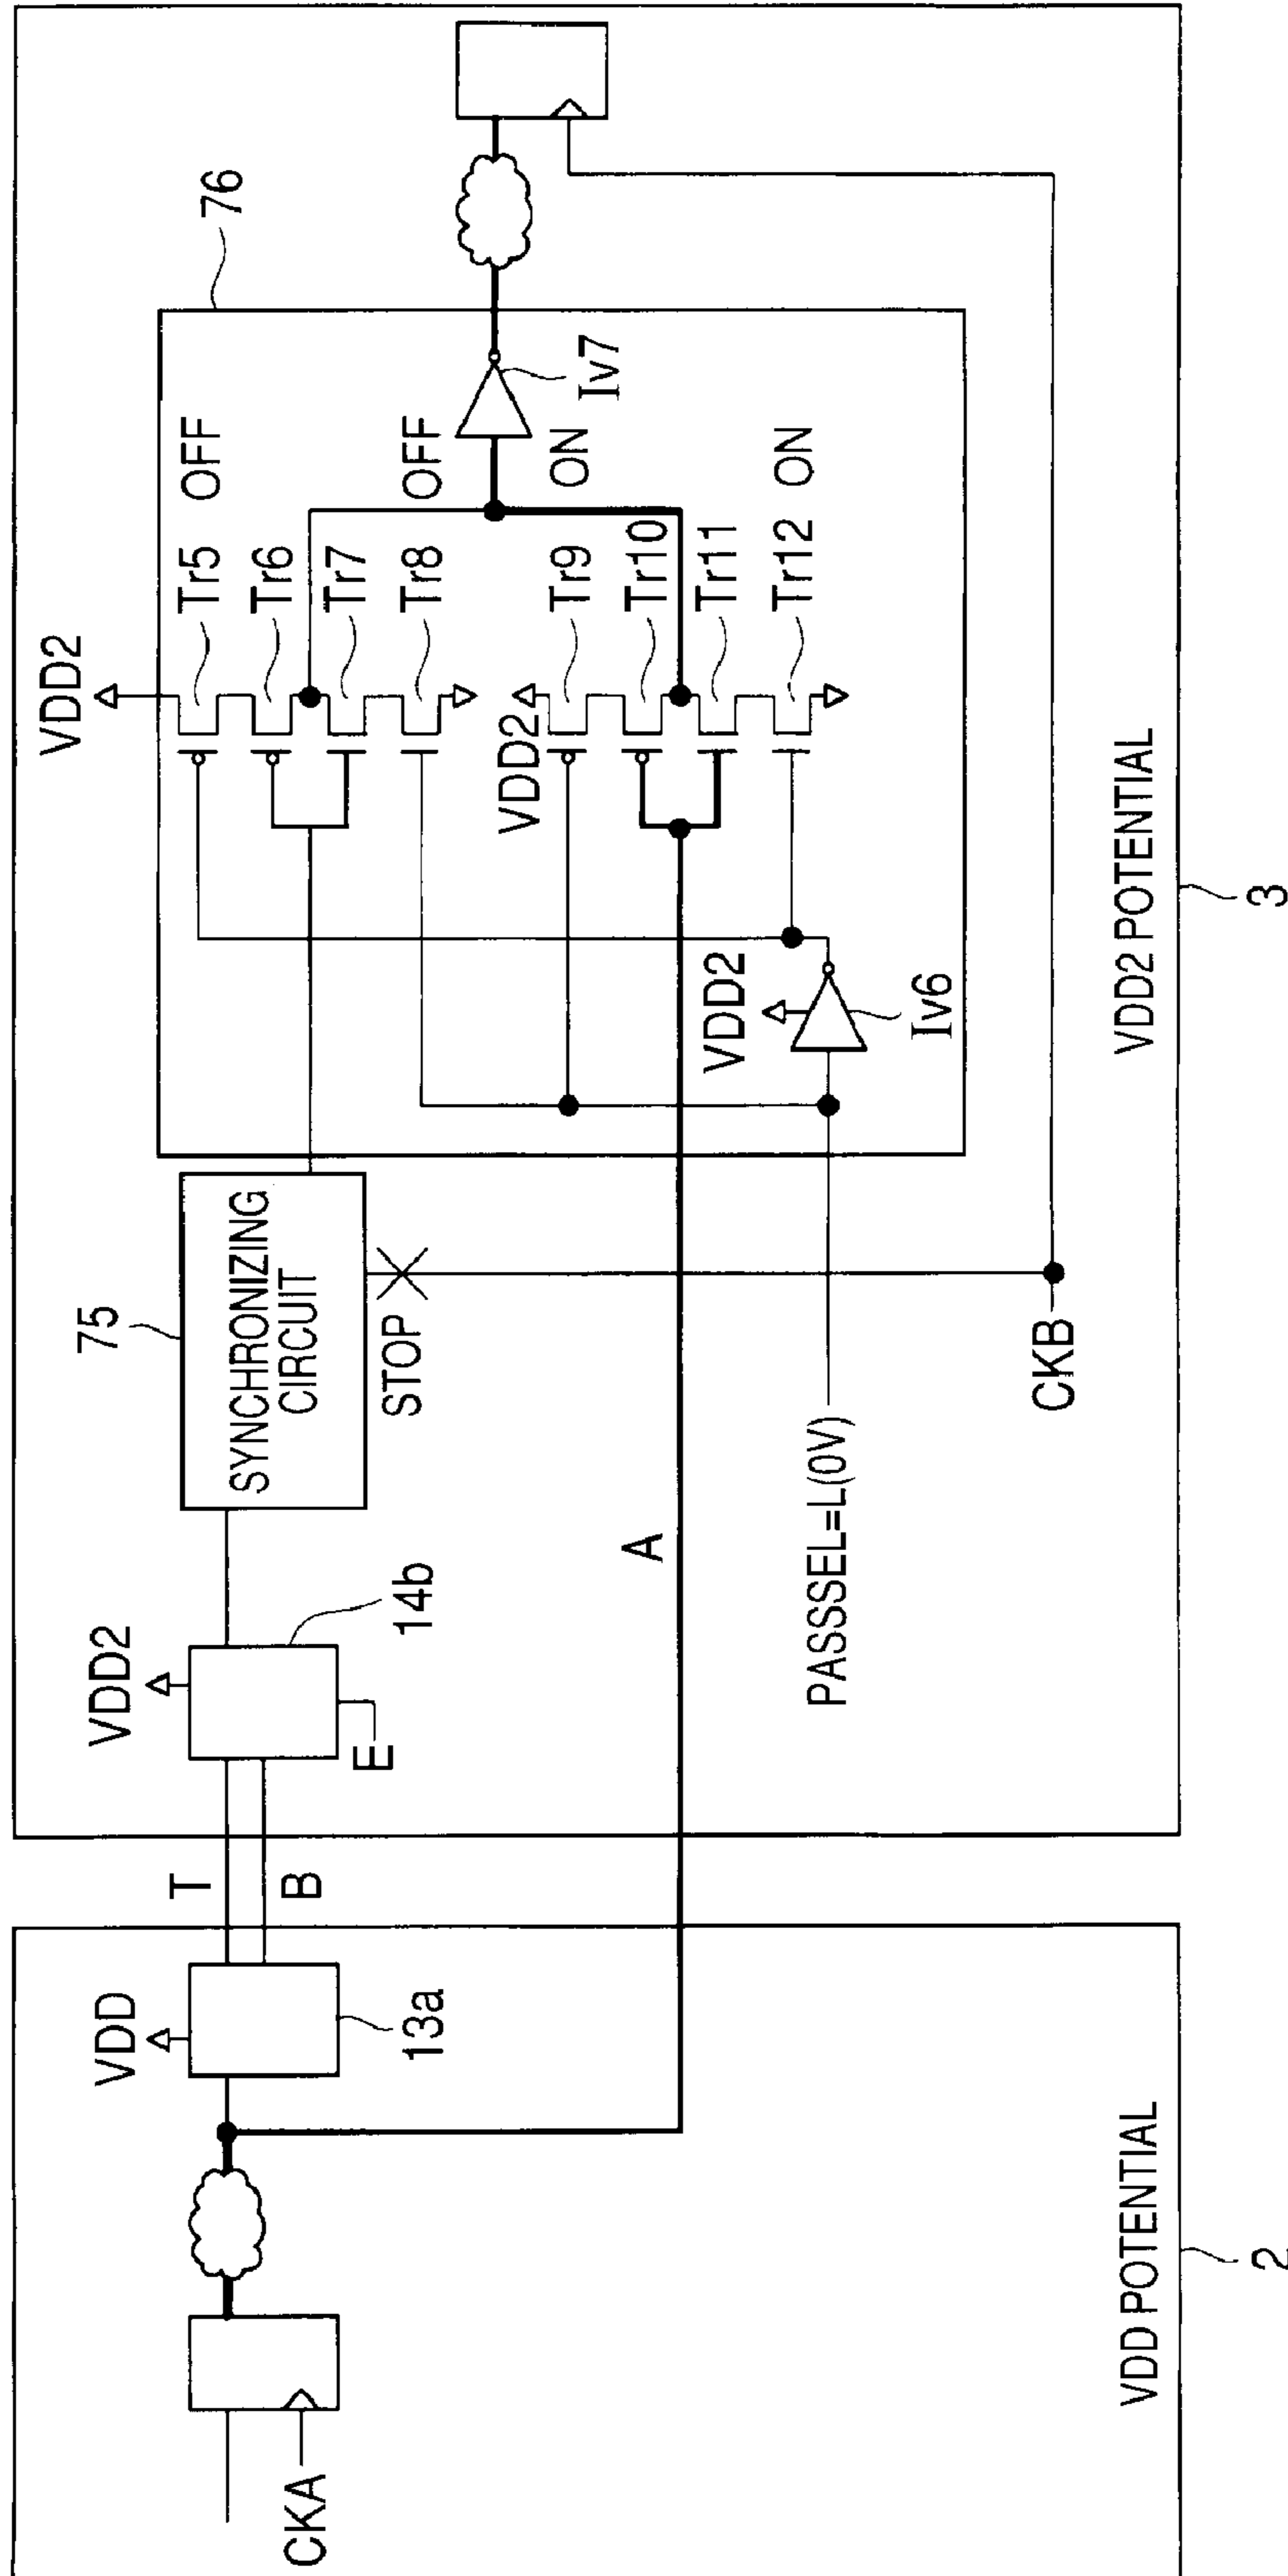 VDD POTENTIAL
2
CKA
VDD
13a
T
B
A
VDD2 POTENTIAL
3
VDD2
14b
E
75
SYNCHRONIZING
CIRCUIT
STOP
PASSSEL=L(0V)
CKB
76
VDD2
Tr5
OFF
Tr6
Tr7
Tr8
OFF
VDD2
Tr9
ON
Tr10
Tr11
Tr12
ON
VDD2
Iv6
Iv7